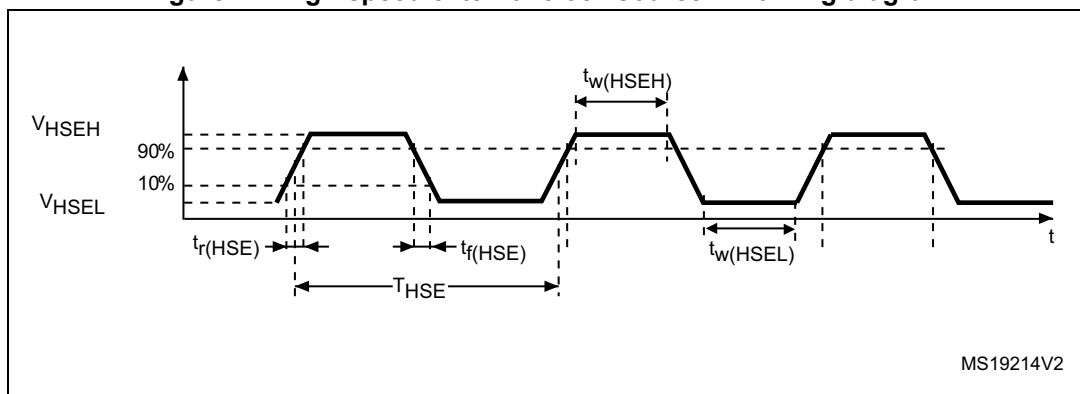 tw(HSEH)
VHSEH
90%
10%
VHSEL
tr(HSE)
tf(HSE)
tw(HSEL)
t
THSE
MS19214V2